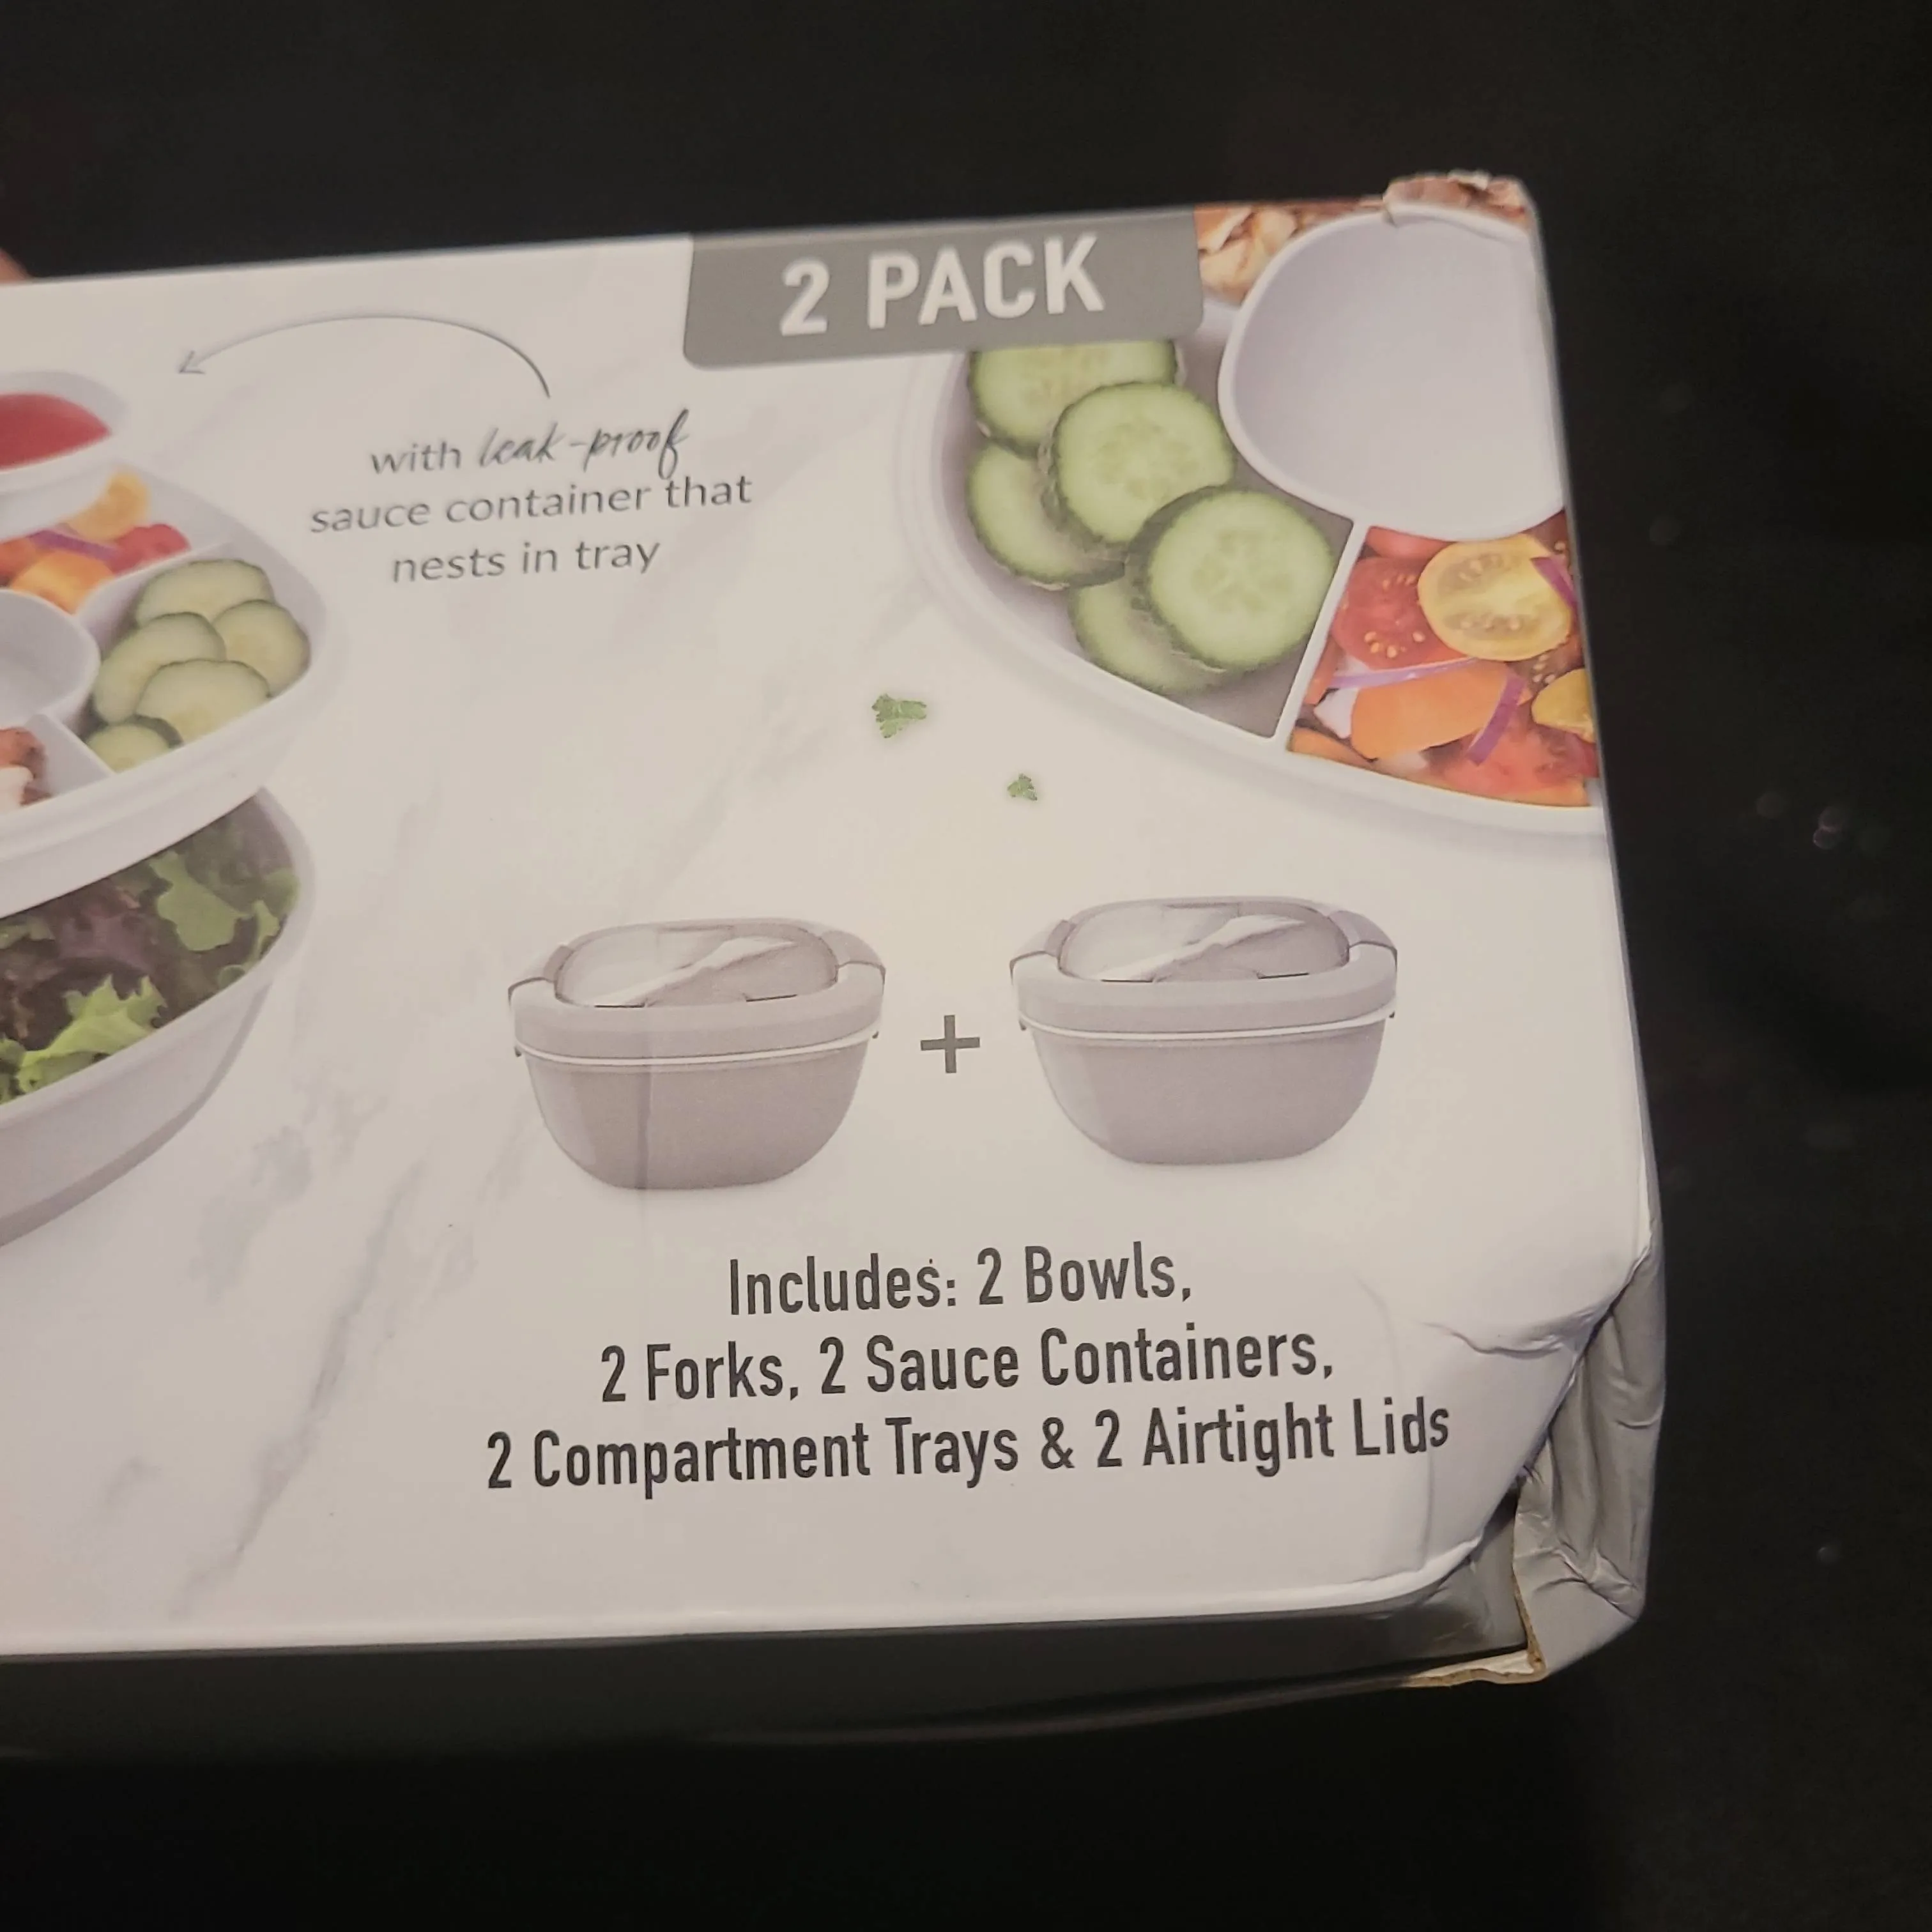 2 PACK
with leak-proof
sauce container that
nests in tray
+
Includes: 2 Bowls,
2 Forks, 2 Sauce Containers,
2 Compartment Trays & 2 Airtight Lids